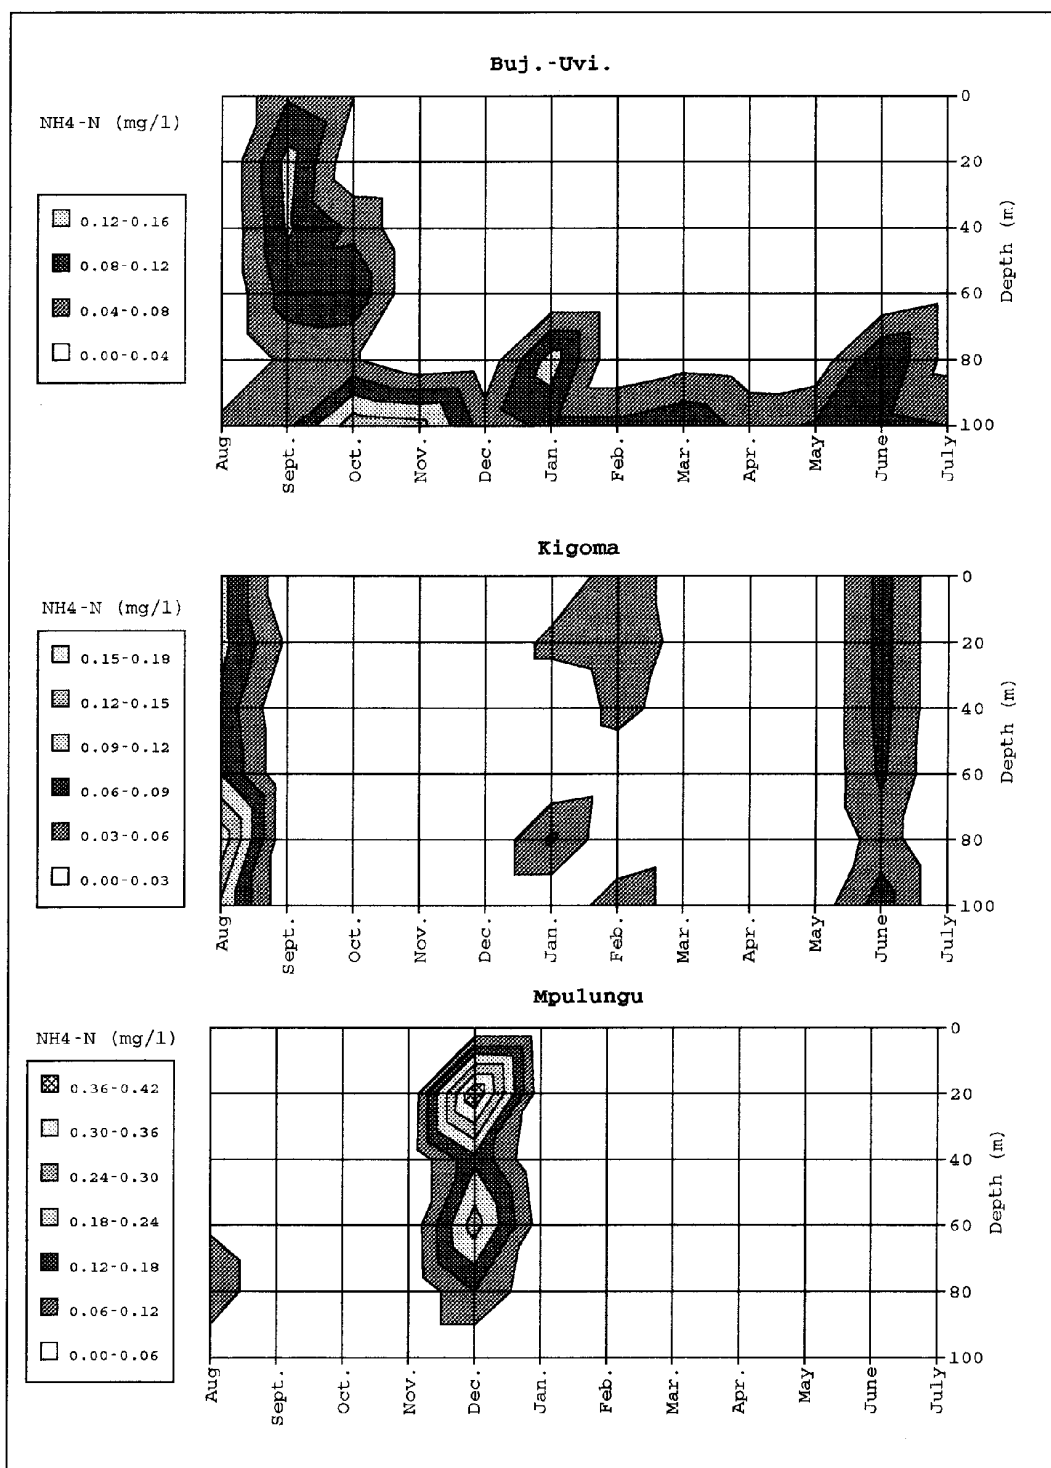 Buj.-Uvi.
NH4-N (mg/l)
0.12-0.16
0.08-0.12
0.04-0.08
0.00-0.04
0
20
40
60
80
100
Depth (m)
Aug
Sept.
Oct.
Nov.
Dec.
Jan.
Feb.
Mar.
Apr.
May
June
July
Kigoma
NH4-N (mg/l)
0.15-0.18
0.12-0.15
0.09-0.12
0.06-0.09
0.03-0.06
0.00-0.03
0
20
40
60
80
100
Depth (m)
Aug
Sept.
Oct.
Nov.
Dec.
Jan.
Feb.
Mar.
Apr.
May
June
July
Mpulungu
NH4-N (mg/l)
0.36-0.42
0.30-0.36
0.24-0.30
0.18-0.24
0.12-0.18
0.06-0.12
0.00-0.06
0
20
40
60
80
100
Depth (m)
Aug
Sept.
Oct.
Nov.
Dec.
Jan.
Feb.
Mar.
Apr.
May
June
July